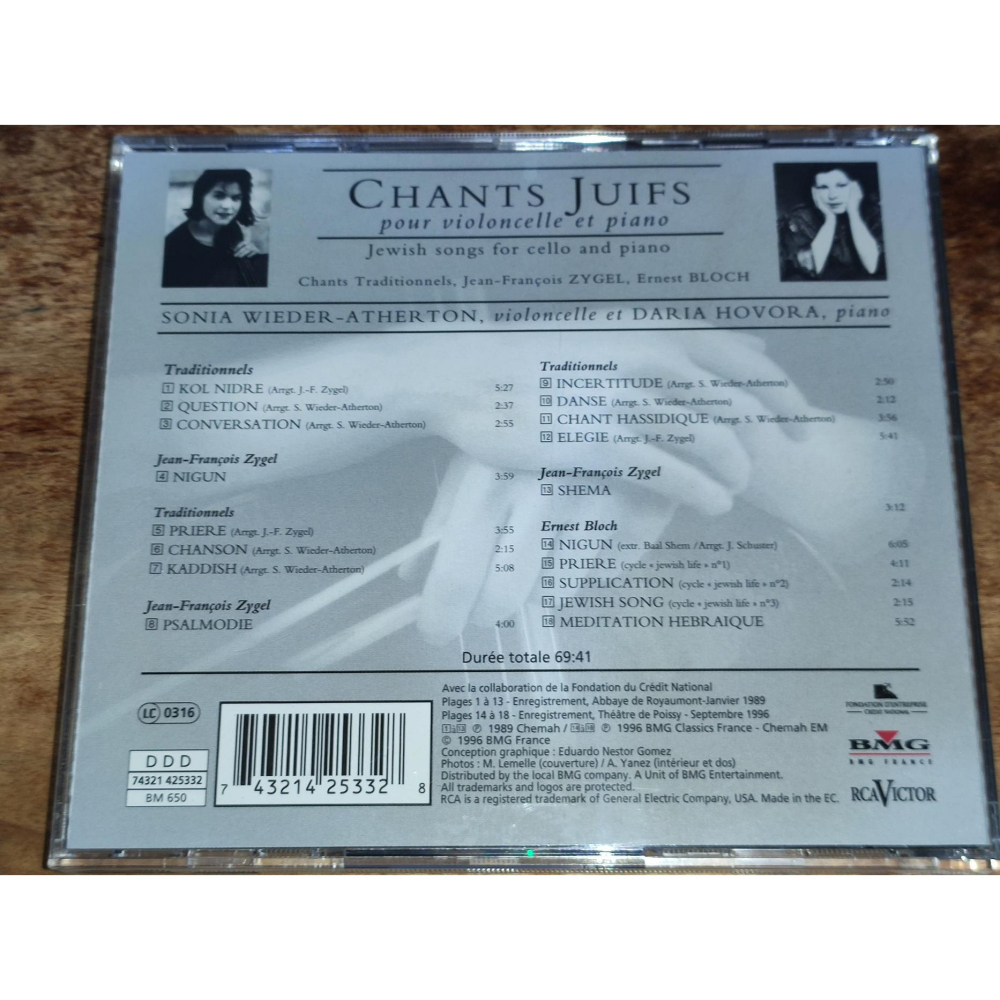 CHANTS JUIFS
pour violoncelle et piano
Jewish songs for cello and piano
Chants Traditionnels, Jean-François ZYGEL, Ernest BLOCH
SONIA WIEDER-ATHERTON, violoncelle et DARIA HOVORA, piano
Traditionnels
1 KOL NIDRE (Arrgt. J.-F. Zygel) 5:27
2 QUESTION (Arrgt. S. Wieder-Atherton) 2:37
3 CONVERSATION (Arrgt. S. Wieder-Atherton) 2:55
Jean-François Zygel
4 NIGUN 3:59
Traditionnels
5 PRIERE (Arrgt. J.-F. Zygel) 3:55
6 CHANSON (Arrgt. S. Wieder-Atherton) 2:15
7 KADDISH (Arrgt. S. Wieder-Atherton) 5:08
Jean-François Zygel
8 PSALMODIE 4:00
Traditionnels
9 INCERTITUDE (Arrgt. S. Wieder-Atherton) 2:50
10 DANSE (Arrgt. S. Wieder-Atherton) 2:12
11 CHANT HASSIDIQUE (Arrgt. S. Wieder-Atherton) 3:56
12 ELEGIE (Arrgt. J.-F. Zygel) 5:41
Jean-François Zygel
13 SHEMA
3:12
Ernest Bloch
14 NIGUN (extr. Baäl Shem /Arrgt. J. Schuster) 6:05
15 PRIERE (cycle « jewish life » n°1) 4:11
16 SUPPLICATION (cycle « jewish life » n°2) 2:14
17 JEWISH SONG (cycle « jewish life » n°3) 2:15
18 MEDITATION HEBRAIQUE 5:52
Durée totale 69:41
LC 0316
DDD
74321 425332
BM 650
7 43214 25332 8
Avec la collaboration de la Fondation du Crédit National
Plages 1 à 13 - Enregistrement, Abbaye de Royaumont-Janvier 1989
Plages 14 à 18 - Enregistrement, Théâtre de Poissy - Septembre 1996
℗ 1989 Chemah / ℗ 1996 BMG Classics France - Chemah EM
© 1996 BMG France
Conception graphique : Eduardo Nestor Gomez
Photos : M. Lemelle (couverture) / A. Yanez (intérieur et dos)
Distributed by the local BMG company. A Unit of BMG Entertainment.
All trademarks and logos are protected.
RCA is a registered trademark of General Electric Company, USA. Made in the EC.
FONDATION D'ENTREPRISE
CRÉDIT NATIONAL
BMG
BMG FRANCE
RCA VICTOR